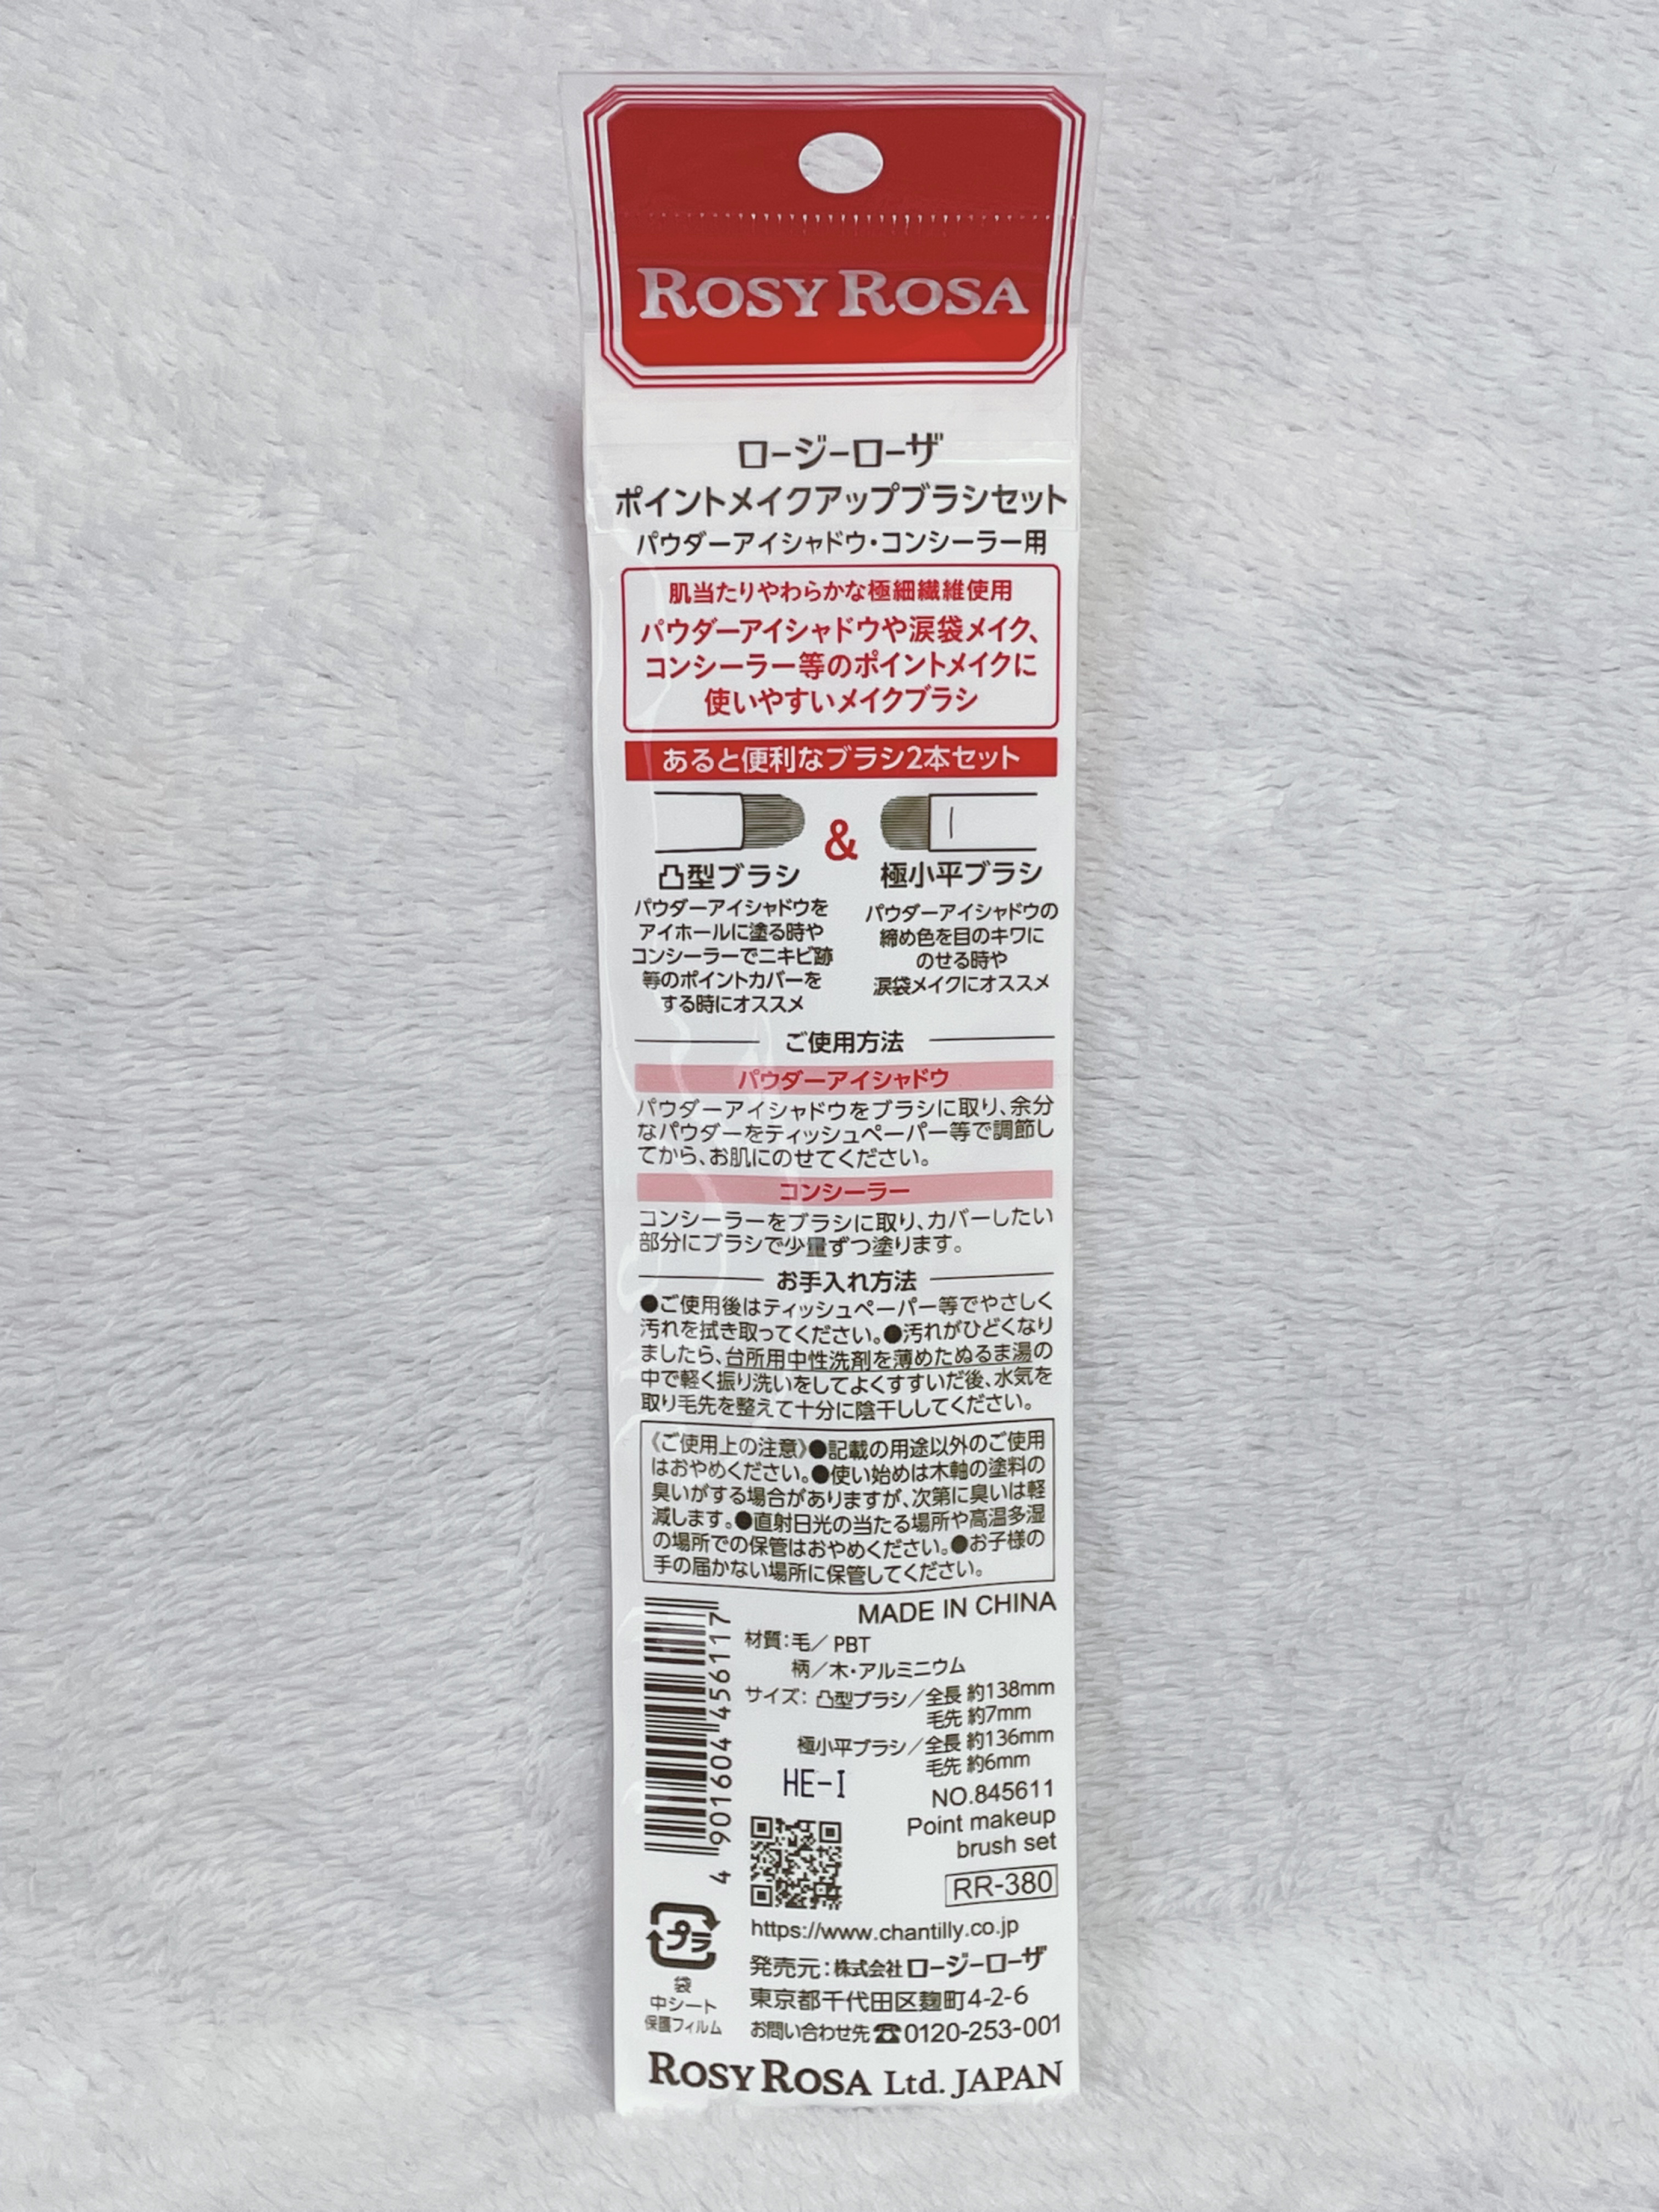 ROSY ROSA
ロージーローザ
ポイントメイクアップブラシセット
パウダーアイシャドウ・コンシーラー用
肌当たりやわらかな極細繊維使用
パウダーアイシャドウや涙袋メイク、
コンシーラー等のポイントメイクに
使いやすいメイクブラシ
あると便利なブラシ2本セット
&
凸型ブラシ
パウダーアイシャドウを
アイホールに塗る時や
コンシーラーでニキビ跡
等のポイントカバーを
する時にオススメ
極小平ブラシ
パウダーアイシャドウの
締め色を目のキワに
のせる時や
涙袋メイクにオススメ
ご使用方法
パウダーアイシャドウ
パウダーアイシャドウをブラシに取り、余分
なパウダーをティッシュペーパー等で調節し
てから、お肌にのせてください。
コンシーラー
コンシーラーをブラシに取り、カバーしたい
部分にブラシで少量ずつ塗ります。
お手入れ方法
●ご使用後はティッシュペーパー等でやさしく
汚れを拭き取ってください。●汚れがひどくなり
ましたら、台所用中性洗剤を薄めたぬるま湯の
中で軽く振り洗いをしてよくすすいだ後、水気を
取り毛先を整えて十分に陰干ししてください。
《ご使用上の注意》●記載の用途以外のご使用
はおやめください。●使い始めは木軸の塗料の
臭いがする場合がありますが、次第に臭いは軽
減します。●直射日光の当たる場所や高温多湿
の場所での保管はおやめください。●お子様の
手の届かない場所に保管してください。
MADE IN CHINA
材質:毛/PBT
柄/木・アルミニウム
サイズ:凸型ブラシ/全長 約138mm
毛先 約7mm
極小平ブラシ/全長 約136mm
毛先 約6mm
HE-I
NO.845611
Point makeup
brush set
RR-380
4 901604 456117
プラ
袋
中シート
保護フィルム
https://www.chantilly.co.jp
発売元:株式会社ロージーローザ
東京都千代田区麹町4-2-6
お問い合わせ先☎0120-253-001
ROSY ROSA Ltd. JAPAN